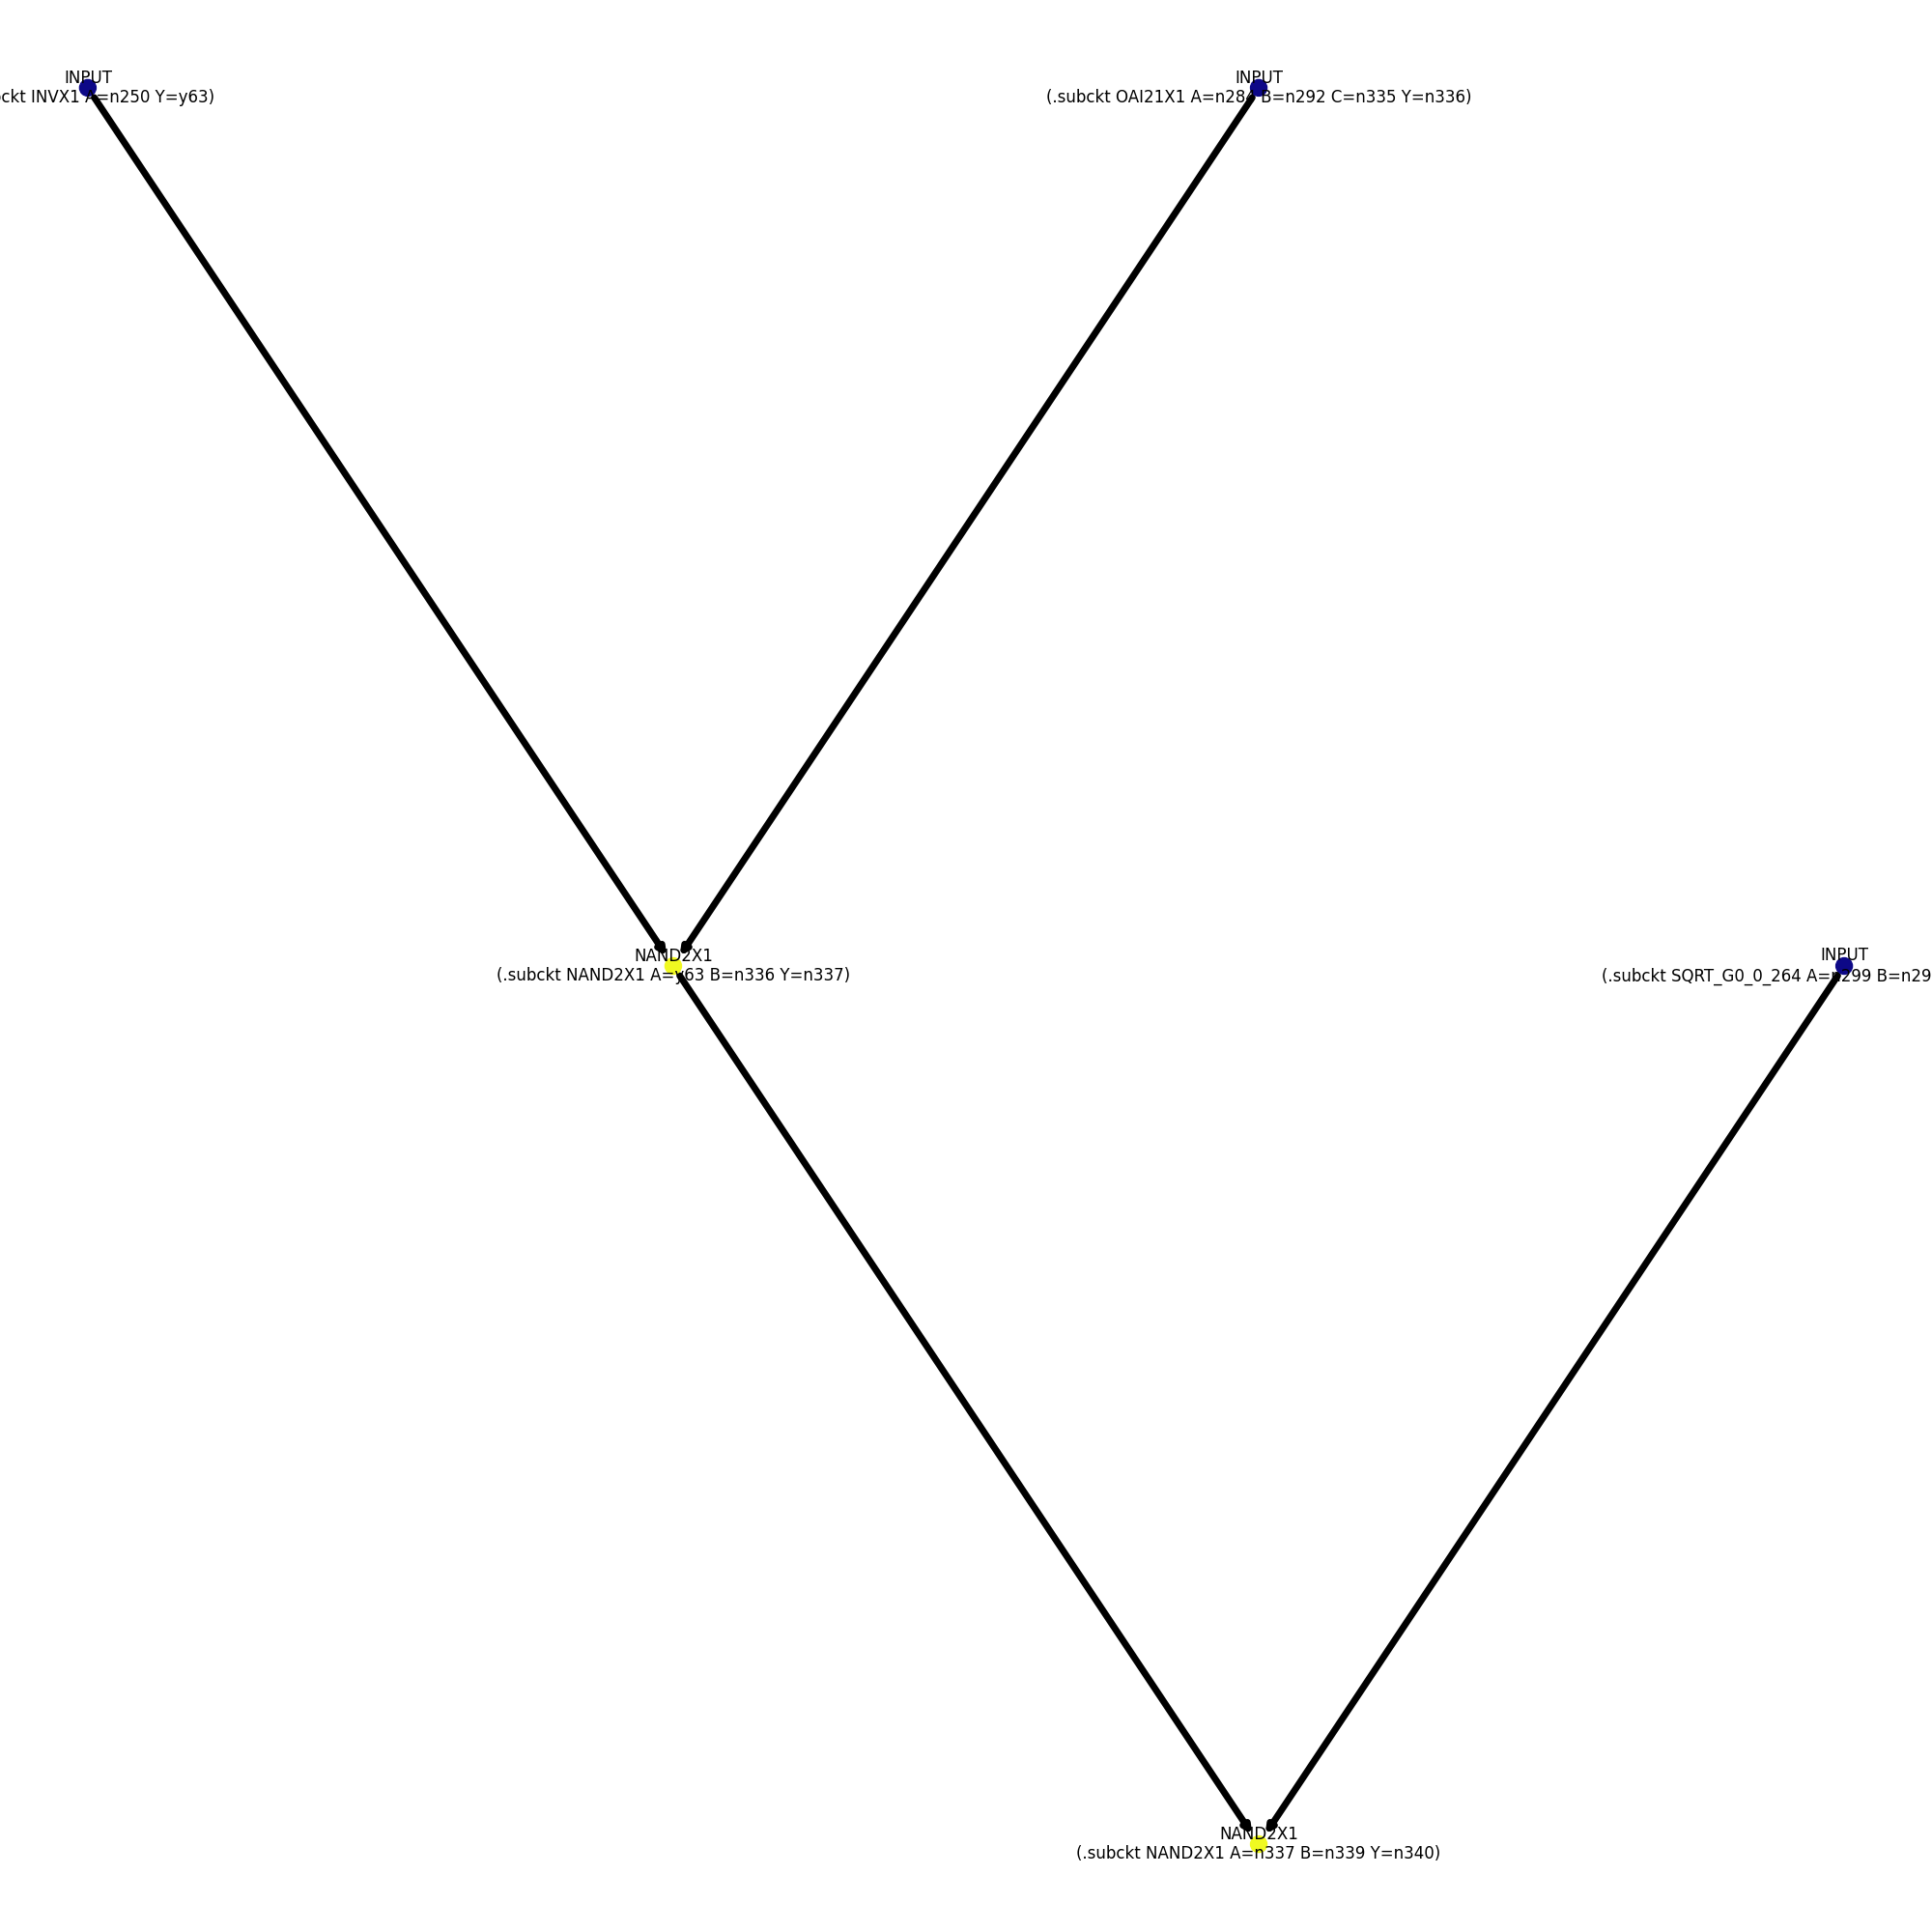 INPUT
INPUT
ckt INVX1 A=n250 Y=y63)
(.subckt OAI21X1 A=n284 B=n292 C=n335 Y=n336)
NAND2X1
INPUT
(.subckt NAND2X1 A=y63 B=n336 Y=n337)
(.subckt SQRT_G0_0_264 A=n299 B=n29
NAND2X1
(.subckt NAND2X1 A=n337 B=n339 Y=n340)